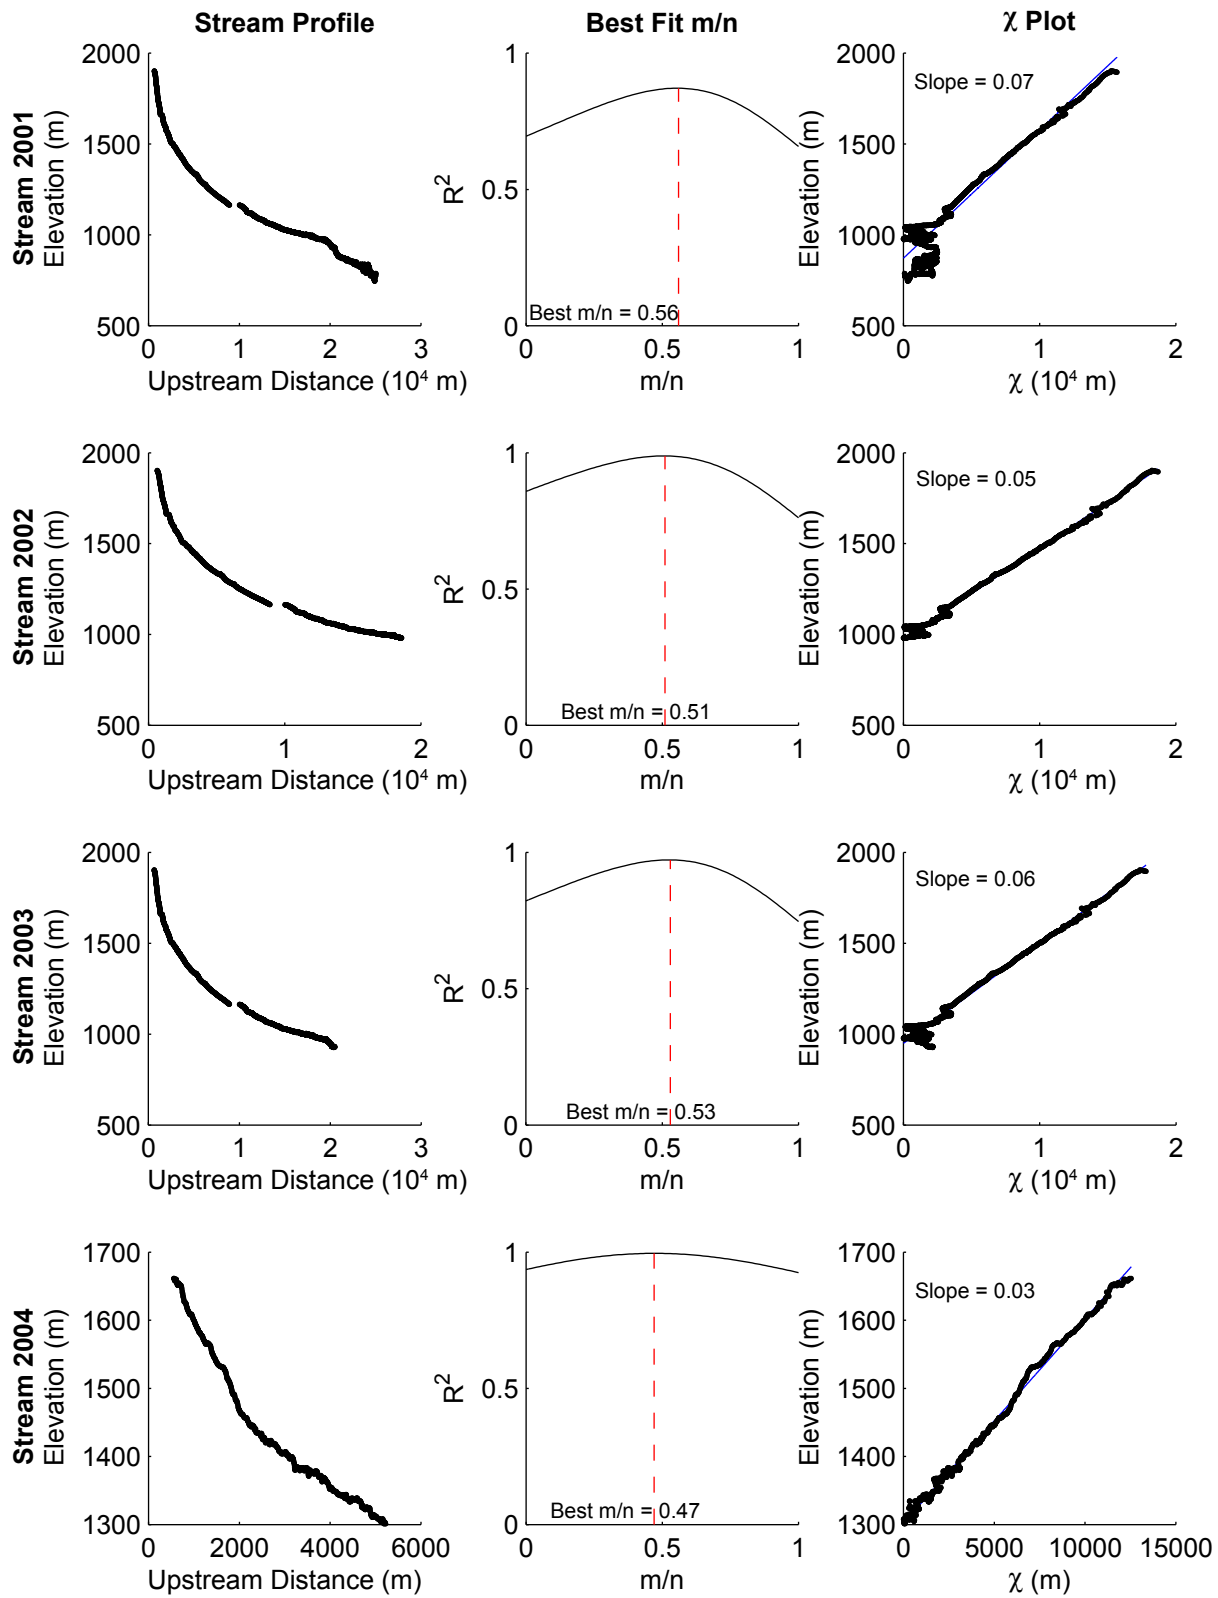 Stream Profile
Best Fit m/n
χ Plot
Stream 2001
Elevation (m)
2000
1500
1000
500
0
1
2
3
Upstream Distance (10⁴ m)
R²
1
0.5
0
Best m/n = 0.56
0
0.5
1
m/n
Elevation (m)
2000
1500
1000
500
Slope = 0.07
0
1
2
χ (10⁴ m)
Stream 2002
Elevation (m)
2000
1500
1000
500
0
1
2
Upstream Distance (10⁴ m)
R²
1
0.5
0
Best m/n = 0.51
0
0.5
1
m/n
Elevation (m)
2000
1500
1000
500
Slope = 0.05
0
1
2
χ (10⁴ m)
Stream 2003
Elevation (m)
2000
1500
1000
500
0
1
2
3
Upstream Distance (10⁴ m)
R²
1
0.5
0
Best m/n = 0.53
0
0.5
1
m/n
Elevation (m)
2000
1500
1000
500
Slope = 0.06
0
1
2
χ (10⁴ m)
Stream 2004
Elevation (m)
1700
1600
1500
1400
1300
0
2000
4000
6000
Upstream Distance (m)
R²
1
0.5
0
Best m/n = 0.47
0
0.5
1
m/n
Elevation (m)
1700
1600
1500
1400
1300
Slope = 0.03
0
5000
10000
15000
χ (m)